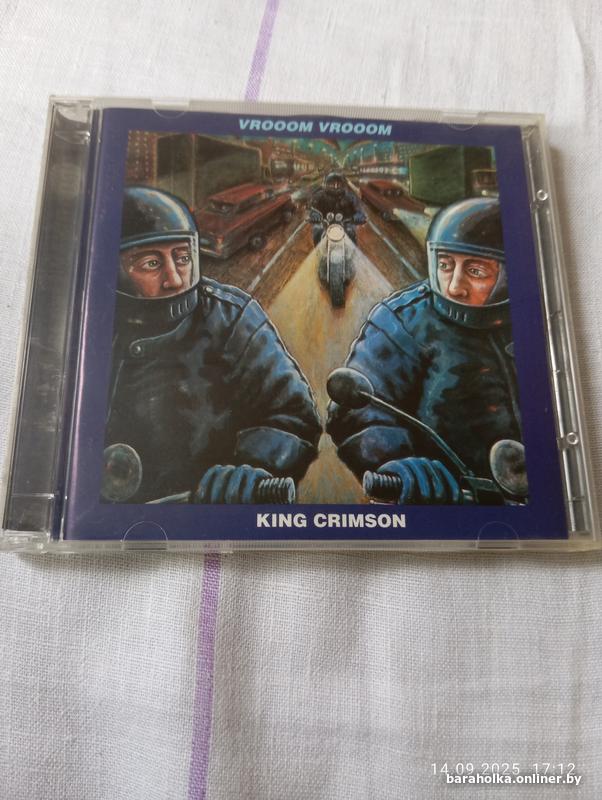 VROOOM VROOOM
KING CRIMSON
14.09.2025 17:12
baraholka.onliner.by